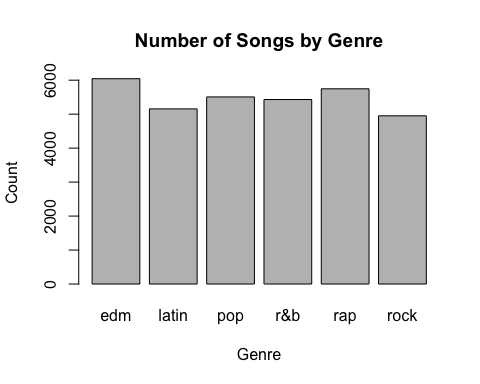 Number of Songs by Genre
Count
6000
4000
2000
0
edm latin pop r&b rap rock
Genre